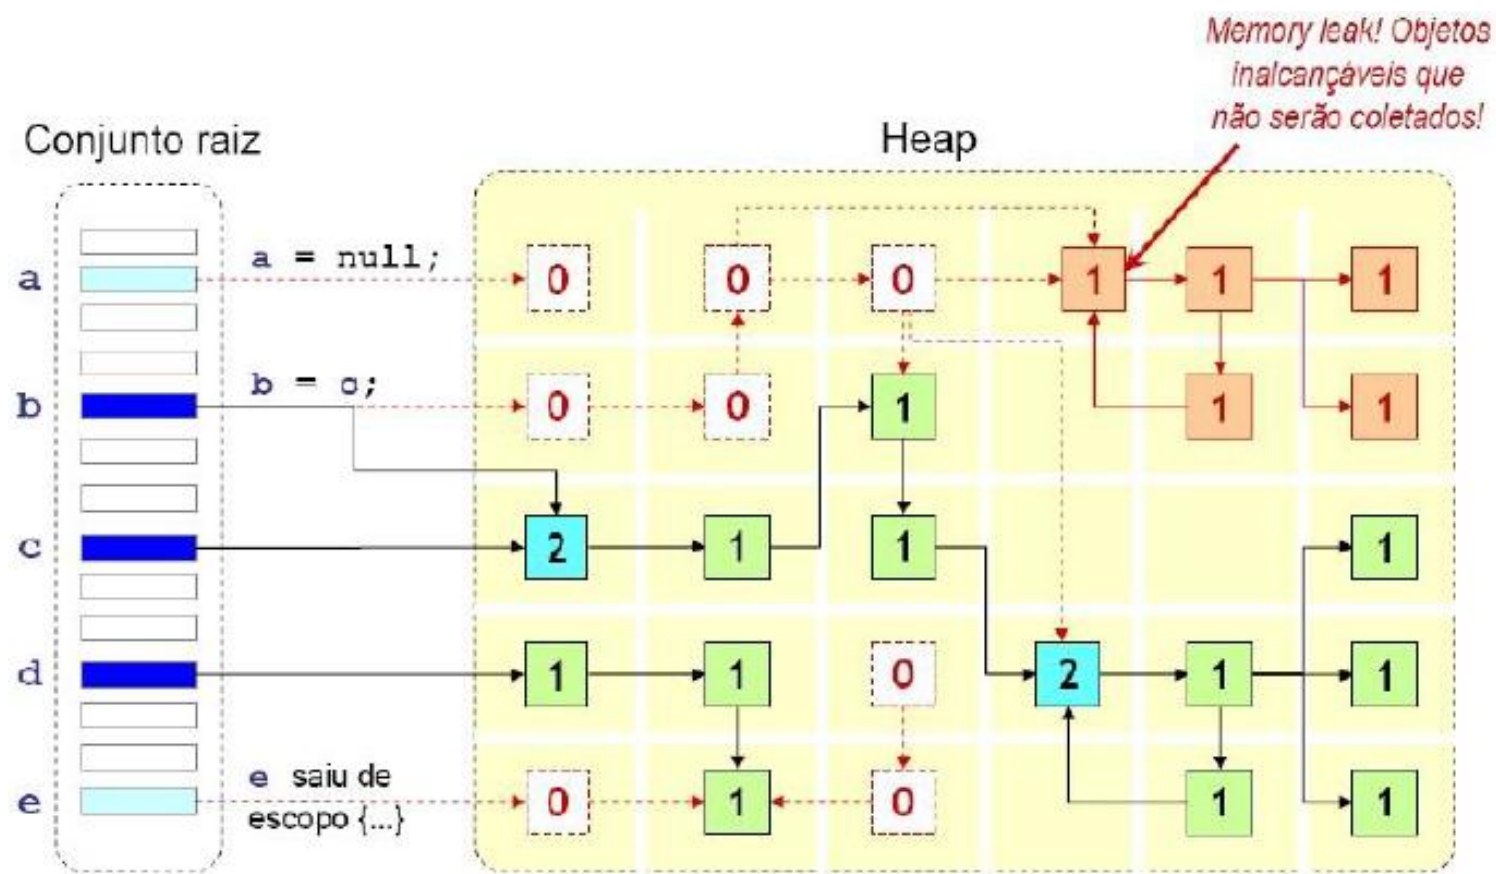 Memory leak! Objetos
inalcançáveis que
não serão coletados!
Conjunto raiz
Heap
a
a = null;
0
0
0
1
1
1
b
b = c;
0
0
1
1
1
c
2
1
1
1
d
1
1
0
2
1
1
e
e saiu de
escopo {...}
0
1
0
1
1